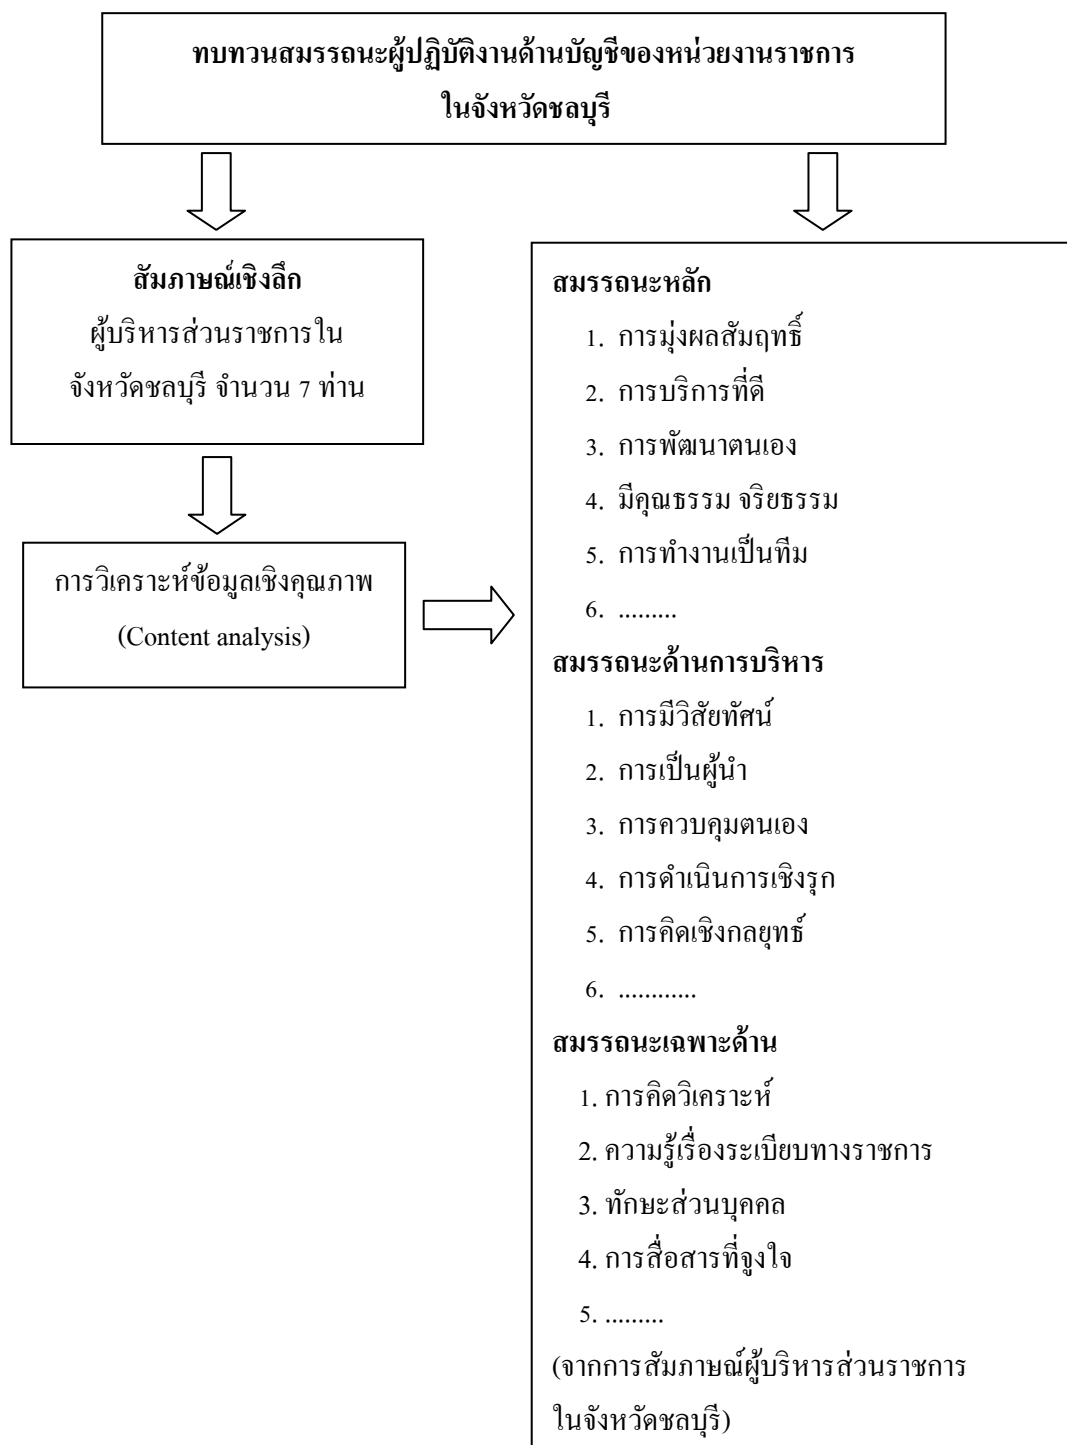 ทบทวนสมรรถนะผู้ปฏิบัติงานด้านบัญชีของหน่วยงานราชการ
ในจังหวัดชลบุรี
สัมภาษณ์เชิงลึก
ผู้บริหารส่วนราชการใน
จังหวัดชลบุรี จำนวน 7 ท่าน
การวิเคราะห์ข้อมูลเชิงคุณภาพ
(Content analysis)
สมรรถนะหลัก
1. การมุ่งผลสัมฤทธิ์
2. การบริการที่ดี
3. การพัฒนาตนเอง
4. มีคุณธรรม จริยธรรม
5. การทำงานเป็นทีม
6. .........
สมรรถนะด้านการบริหาร
1. การมีวิสัยทัศน์
2. การเป็นผู้นำ
3. การควบคุมตนเอง
4. การดำเนินการเชิงรุก
5. การคิดเชิงกลยุทธ์
6. ............
สมรรถนะเฉพาะด้าน
1. การคิดวิเคราะห์
2. ความรู้เรื่องระเบียบทางราชการ
3. ทักษะส่วนบุคคล
4. การสื่อสารที่จูงใจ
5. .........
(จากการสัมภาษณ์ผู้บริหารส่วนราชการ
ในจังหวัดชลบุรี)